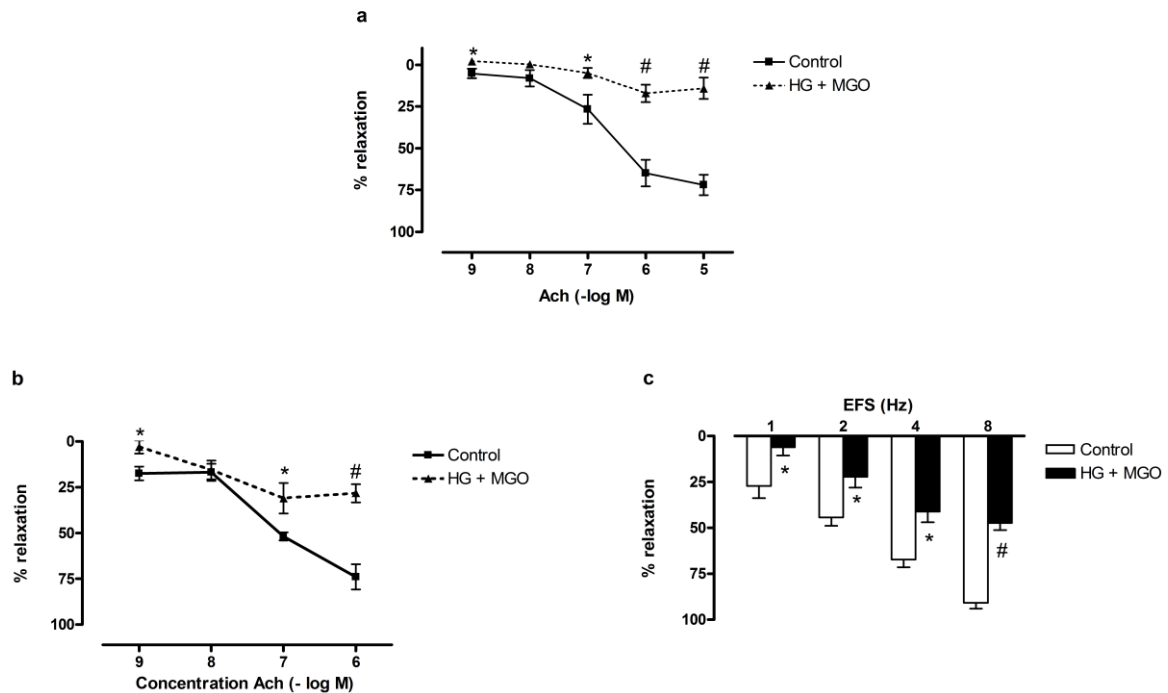 a
* * # #
0
25
50
75
100
% relaxation
9 8 7 6 5
Ach (-log M)
Control
HG + MGO
b
* * #
0
25
50
75
100
% relaxation
9 8 7 6
Concentration Ach (- log M)
Control
HG + MGO
c
EFS (Hz)
1 2 4 8
0
25
50
75
100
% relaxation
* * * #
Control
HG + MGO